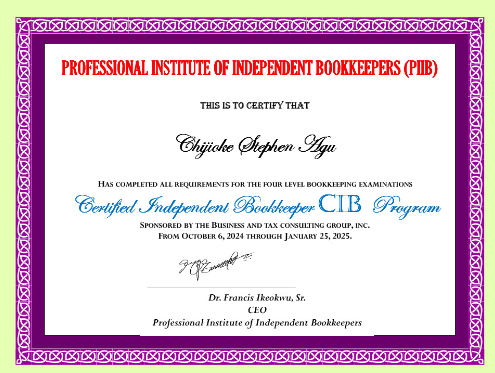 PROFESSIONAL INSTITUTE OF INDEPENDENT BOOKKEEPERS (PIIB)
THIS IS TO CERTIFY THAT
Chijioke Stephen Agu
HAS COMPLETED ALL REQUIREMENTS FOR THE FOUR LEVEL BOOKKEEPING EXAMINATIONS
Certified Independent Bookkeeper CIB Program
SPONSORED BY THE BUSINESS AND TAX CONSULTING GROUP, INC.
FROM OCTOBER 6, 2024 THROUGH JANUARY 25, 2025.
Dr. Francis Ikeokwu, Sr.
CEO
Professional Institute of Independent Bookkeepers